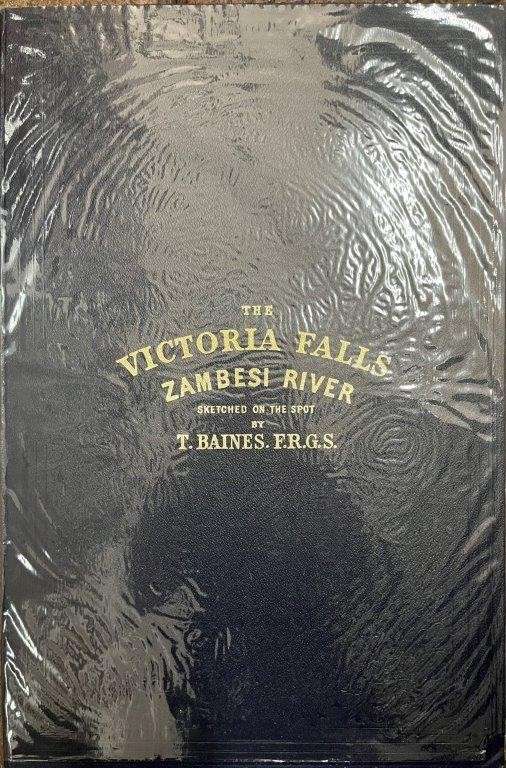 THE
VICTORIA FALLS
ZAMBESI RIVER
SKETCHED ON THE SPOT
BY
T. BAINES. F.R.G.S.